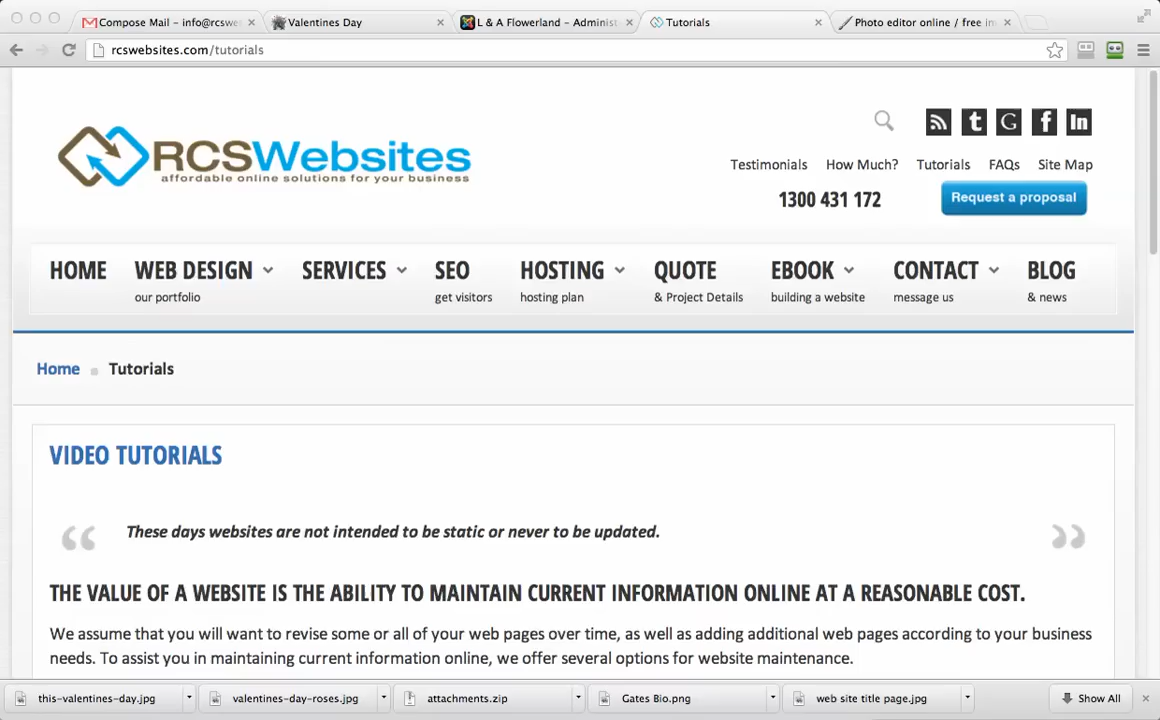 Compose Mail – info@rcswe
Valentines Day
L & A Flowerland – Administ
Tutorials
Photo editor online / free im
rcswebsites.com/tutorials
RCSWebsites
affordable online solutions for your business
Testimonials How Much? Tutorials FAQs Site Map
1300 431 172
Request a proposal
HOME WEB DESIGN SERVICES SEO HOSTING QUOTE EBOOK CONTACT BLOG
our portfolio get visitors hosting plan & Project Details building a website message us & news
Home Tutorials
VIDEO TUTORIALS
“ These days websites are not intended to be static or never to be updated. ”
THE VALUE OF A WEBSITE IS THE ABILITY TO MAINTAIN CURRENT INFORMATION ONLINE AT A REASONABLE COST.
We assume that you will want to revise some or all of your web pages over time, as well as adding additional web pages according to your business
needs. To assist you in maintaining current information online, we offer several options for website maintenance.
this-valentines-day.jpg valentines-day-roses.jpg attachments.zip Gates Bio.png web site title page.jpg Show All